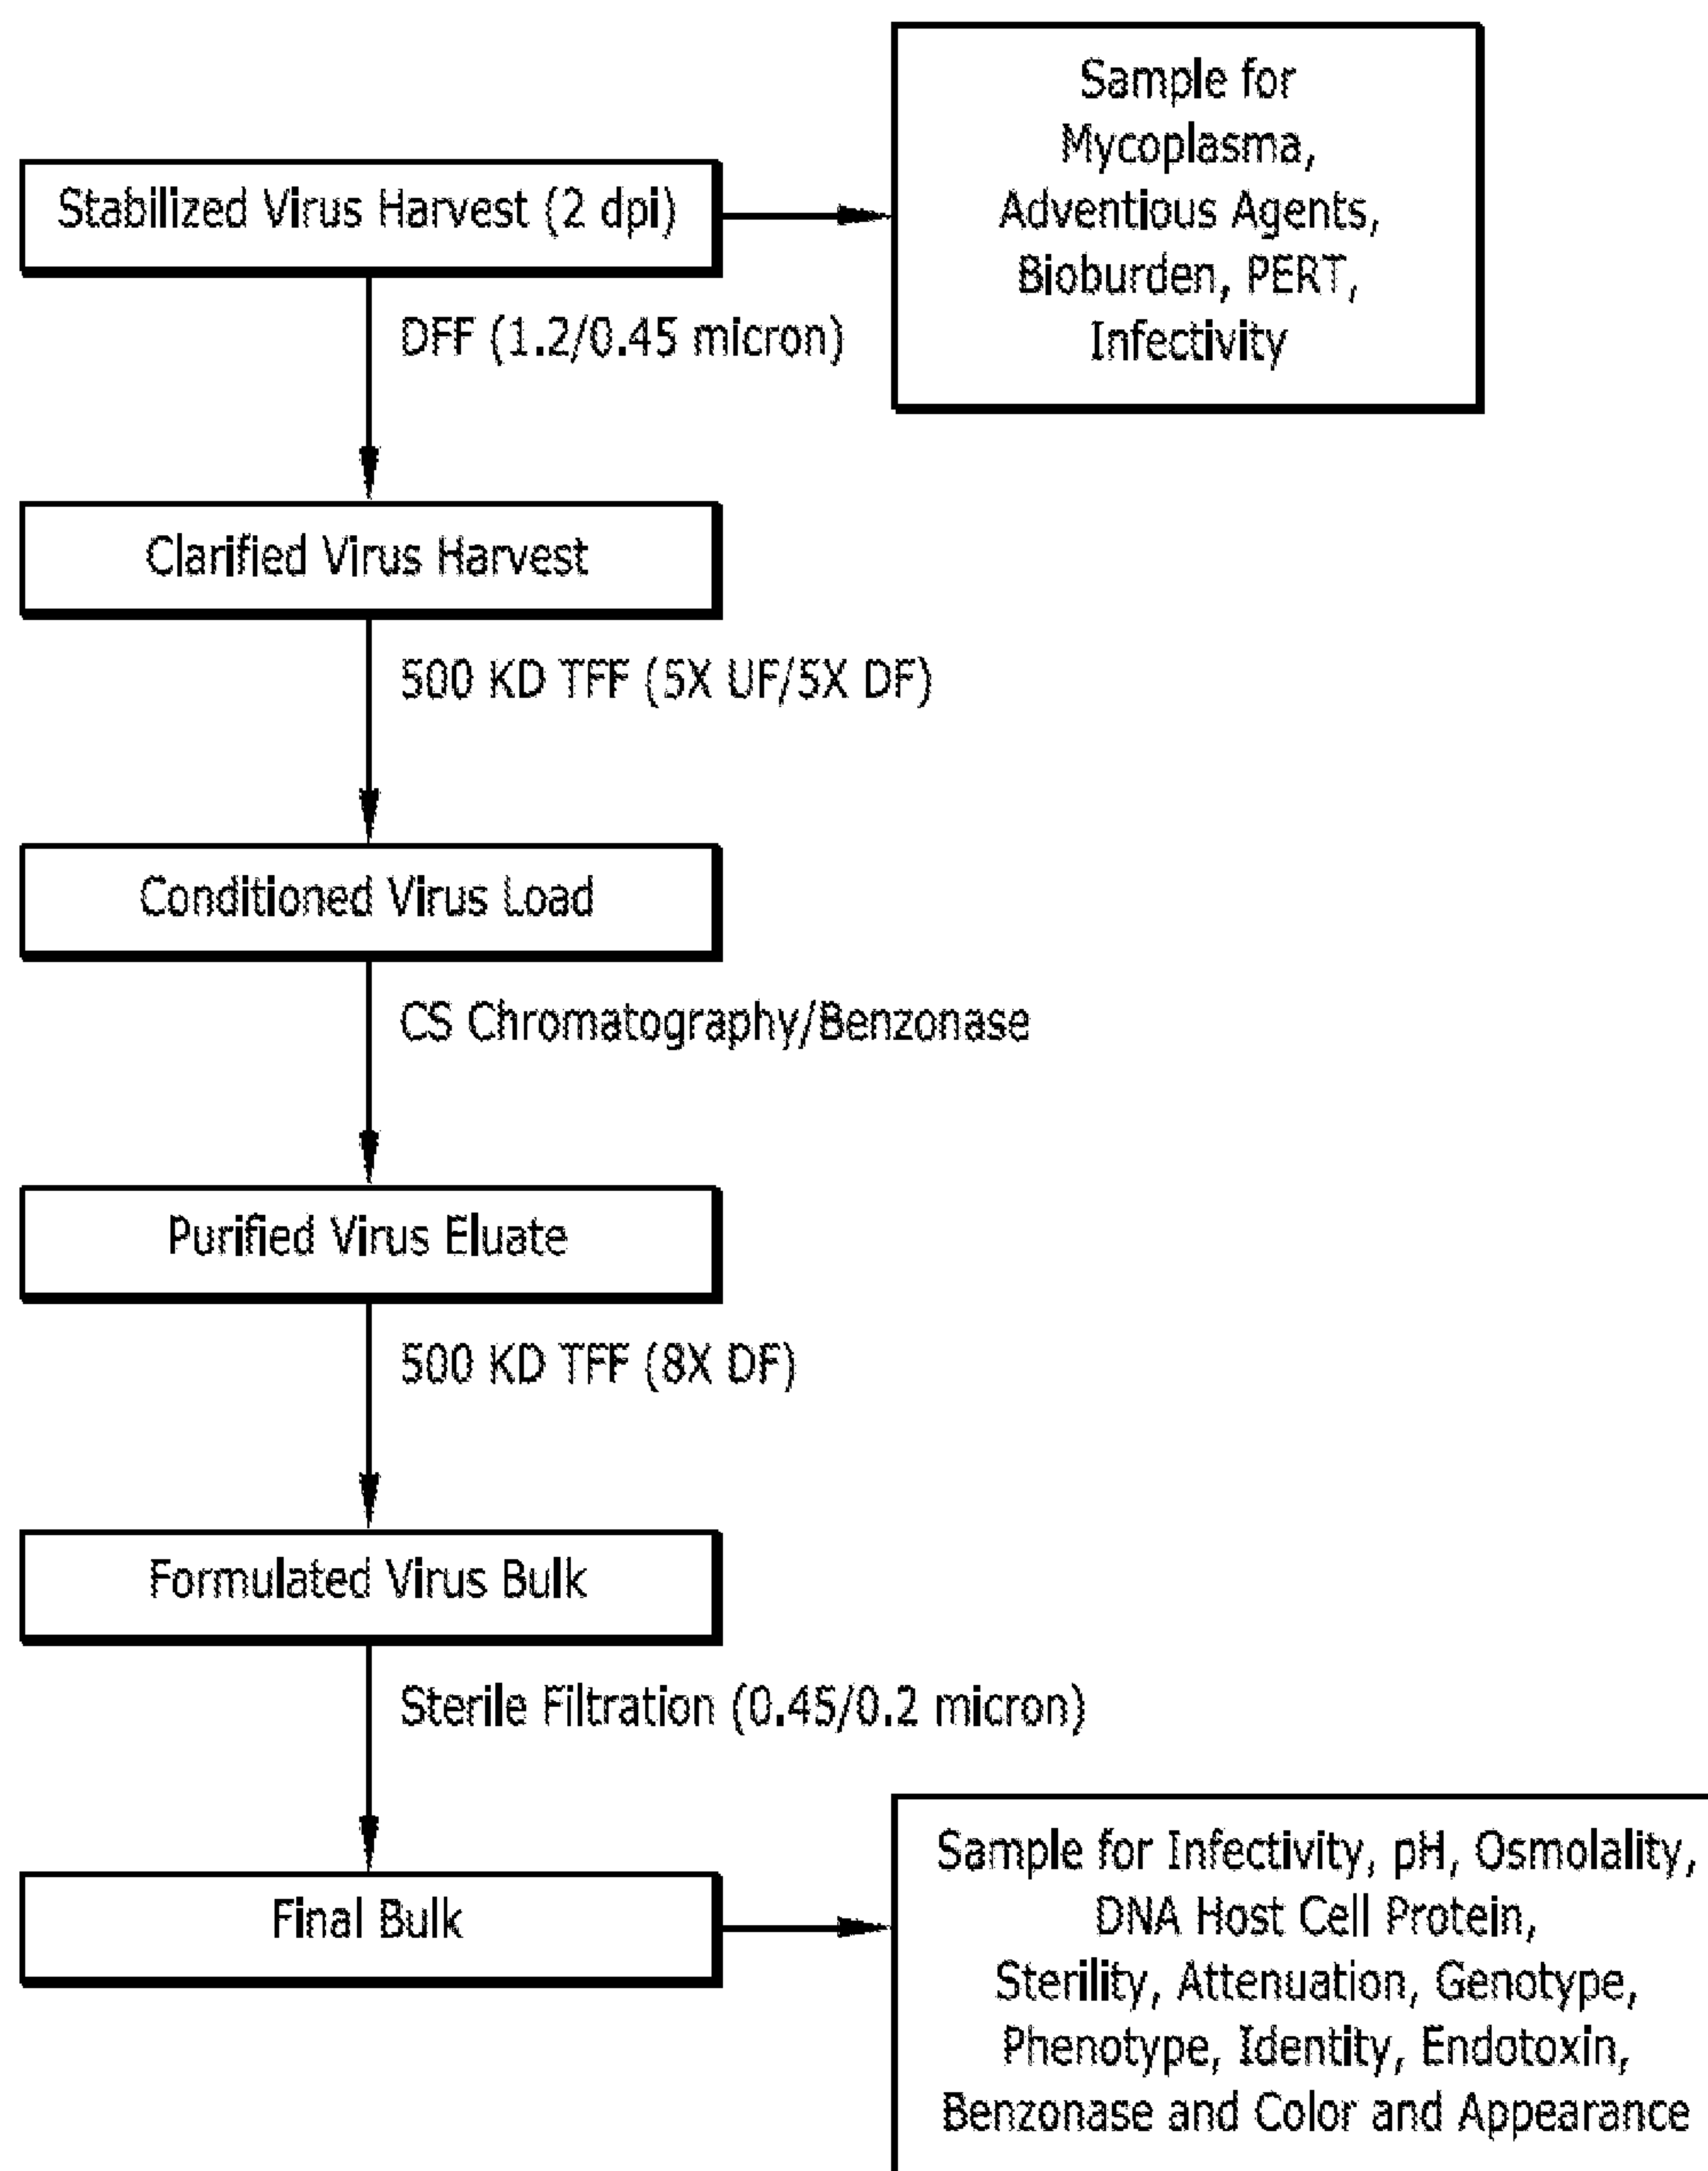 Sample for
Mycoplasma,
Adventious Agents,
Bioburden, PERT,
Infectivity
Stabilized Virus Harvest (2 dpi)
DFF (1.2/0.45 micron)
Clarified Virus Harvest
500 KD TFF (5X UF/5X DF)
Conditioned Virus Load
CS Chromatography/Benzonase
Purified Virus Eluate
500 KD TFF (8X DF)
Formulated Virus Bulk
Sterile Filtration (0.45/0.2 micron)
Final Bulk
Sample for Infectivity, pH, Osmolality,
DNA Host Cell Protein,
Sterility, Attenuation, Genotype,
Phenotype, Identity, Endotoxin,
Benzonase and Color and Appearance